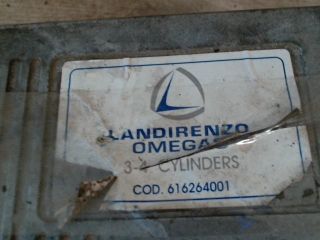 LANDIRENZO
OMEGAS
3-4 CYLINDERS
COD. 616264001